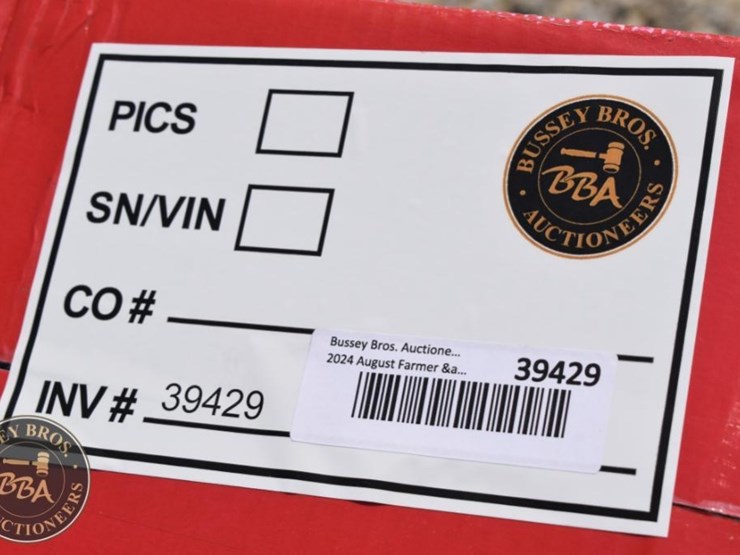 PICS
BUSSEY BROS.
BBA
AUCTIONEERS
SN/VIN
CO #
Bussey Bros. Auctione...
2024 August Farmer &a...
39429
INV # 39429
EY BROS.
BBA
CTIONEERS